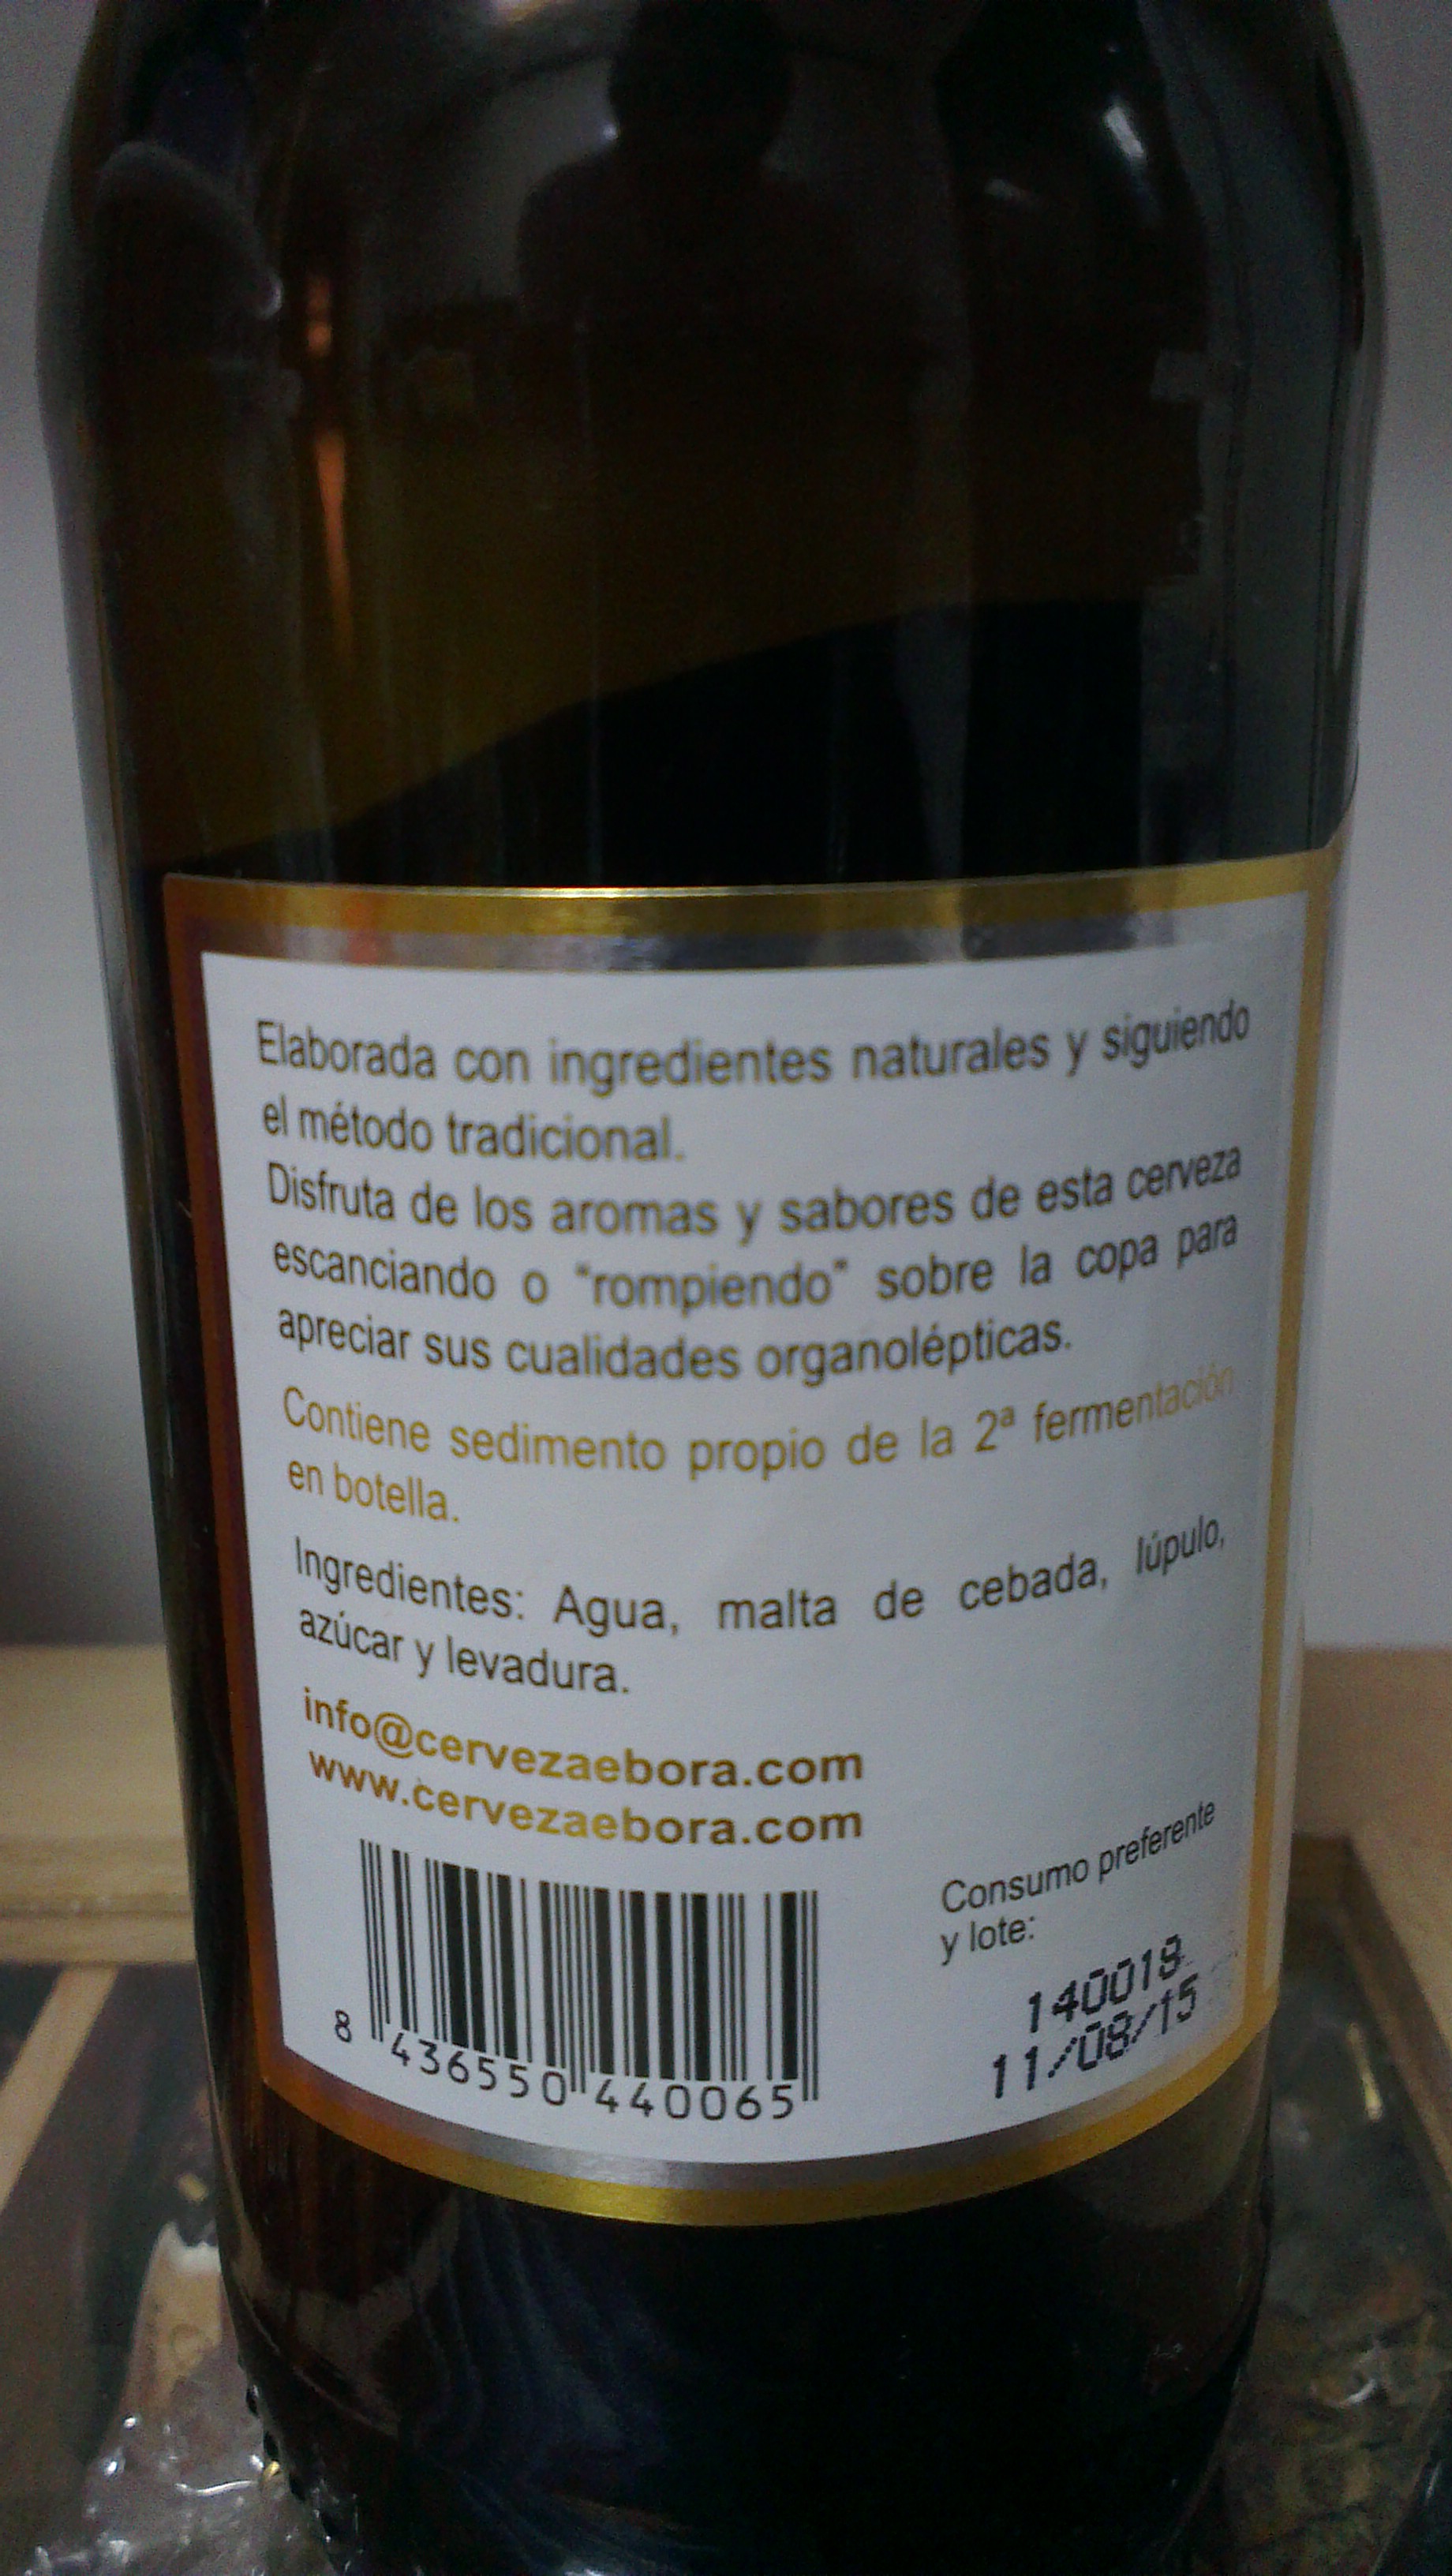 Elaborada con ingredientes naturales y siguiendo
el método tradicional.
Disfruta de los aromas y sabores de esta cerveza
escanciando o "rompiendo" sobre la copa para
apreciar sus cualidades organolépticas.
Contiene sedimento propio de la 2ª fermentación
en botella.
Ingredientes: Agua, malta de cebada, lúpulo,
azúcar y levadura.
info@cervezaebora.com
www.cervezaebora.com
Consumo preferente
y lote:
140019
11/08/15
8 436550 440065